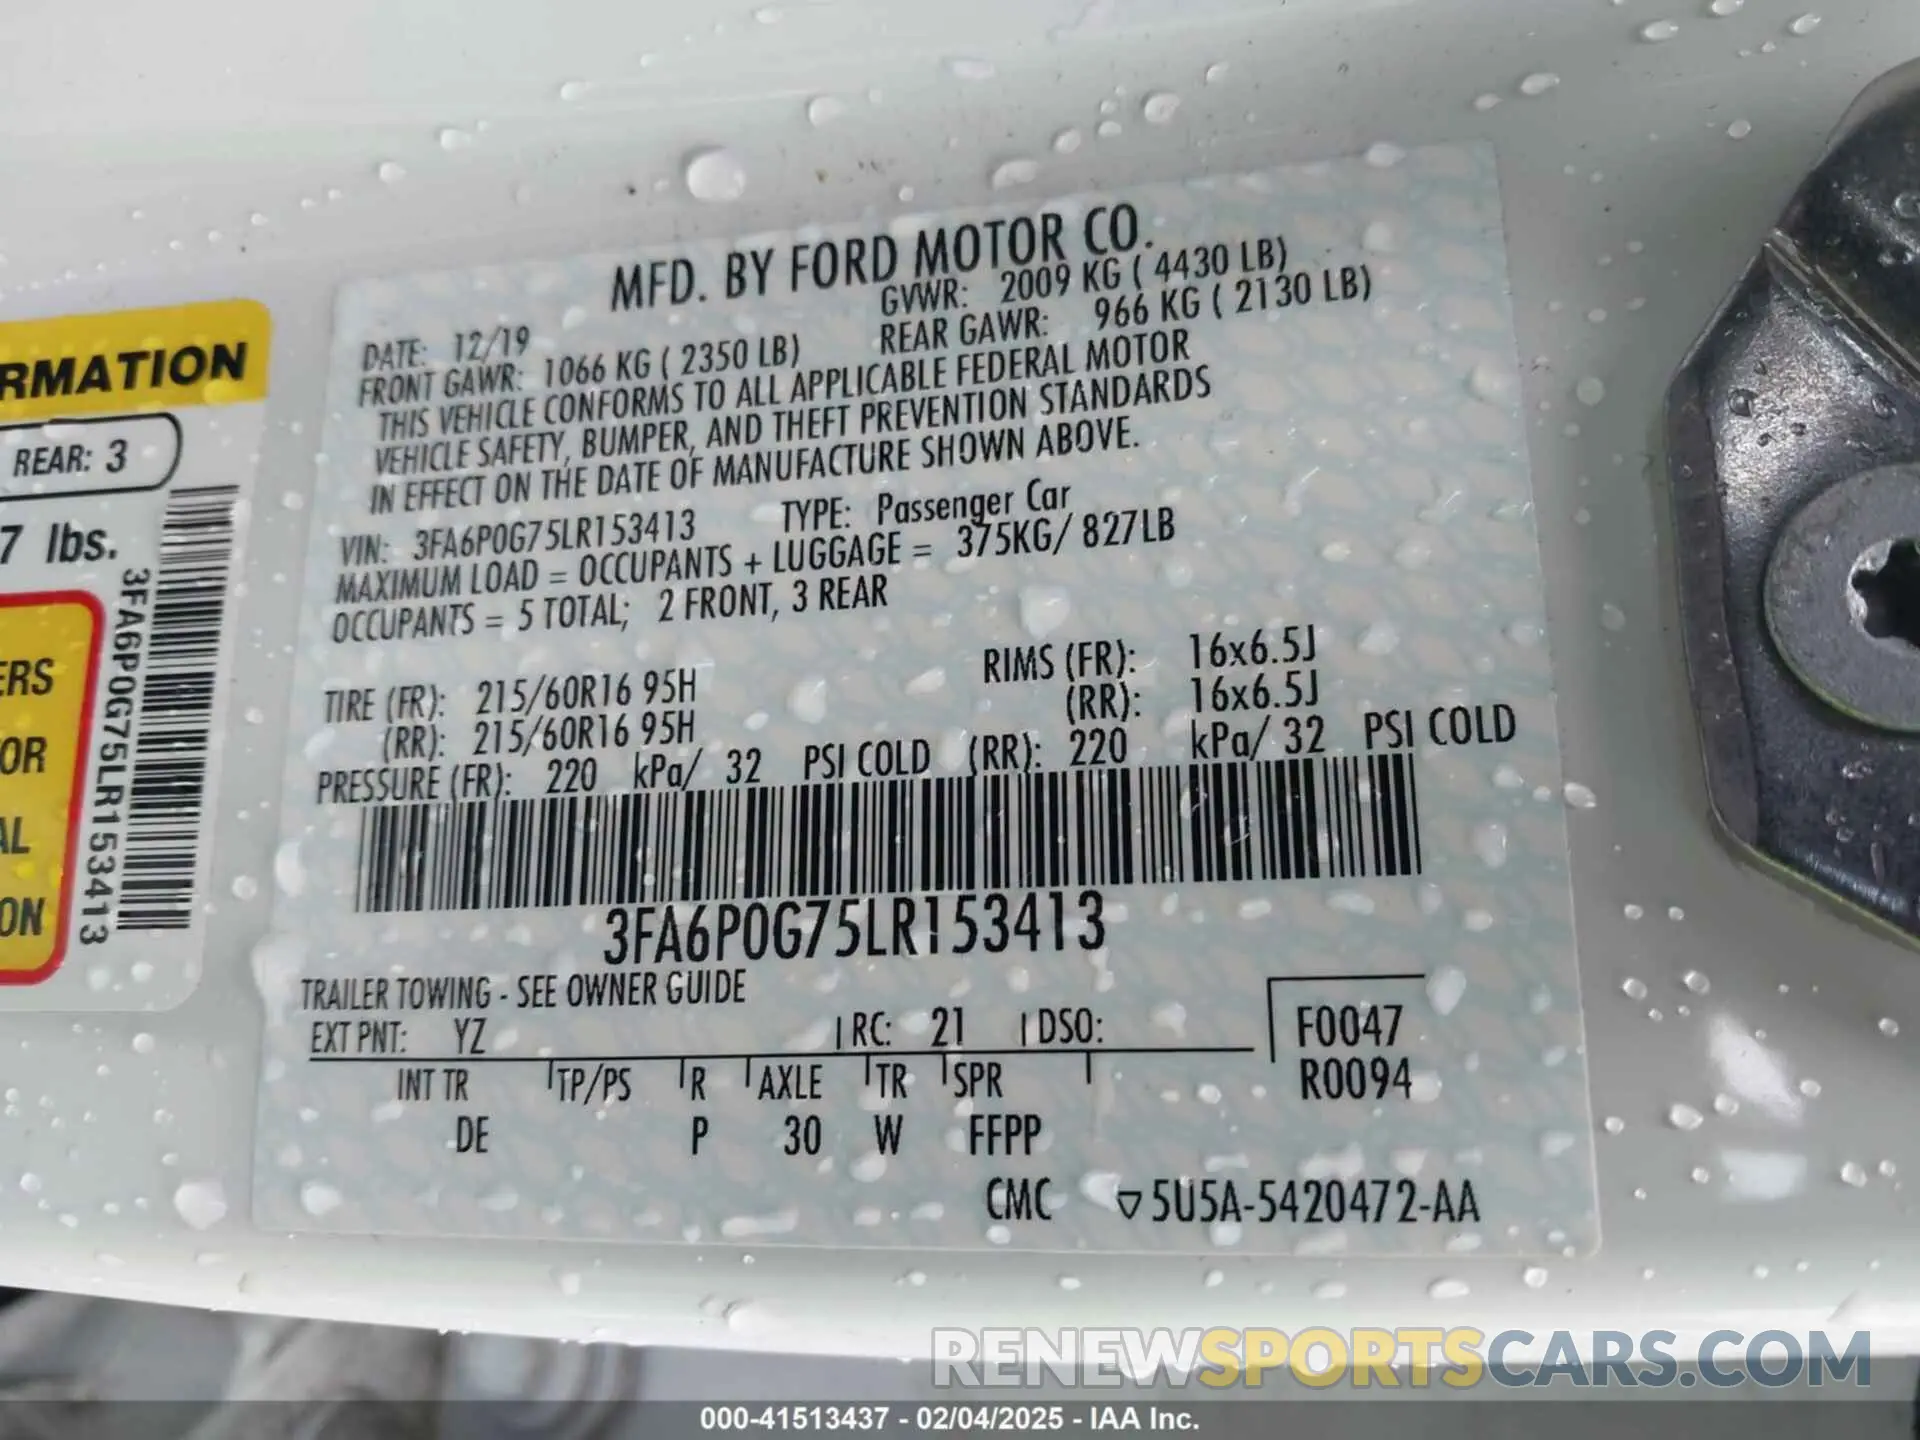 MFD. BY FORD MOTOR CO.
DATE: 12/19 GVWR: 2009 KG ( 4430 LB)
FRONT GAWR: 1066 KG ( 2350 LB) REAR GAWR: 966 KG ( 2130 LB)
THIS VEHICLE CONFORMS TO ALL APPLICABLE FEDERAL MOTOR
VEHICLE SAFETY, BUMPER, AND THEFT PREVENTION STANDARDS
IN EFFECT ON THE DATE OF MANUFACTURE SHOWN ABOVE.
VIN: 3FA6P0G75LR153413 TYPE: Passenger Car
MAXIMUM LOAD = OCCUPANTS + LUGGAGE = 375KG/ 827LB
OCCUPANTS = 5 TOTAL; 2 FRONT, 3 REAR
TIRE (FR): 215/60R16 95H RIMS (FR): 16x6.5J
(RR): 215/60R16 95H (RR): 16x6.5J
PRESSURE (FR): 220 kPa/ 32 PSI COLD (RR): 220 kPa/ 32 PSI COLD
3FA6P0G75LR153413
TRAILER TOWING - SEE OWNER GUIDE
EXT PNT: YZ RC: 21 DSO: F0047
R0094
INT TR TP/PS R AXLE TR SPR
DE P 30 W FFPP
CMC ▽5U5A-5420472-AA
RMATION
REAR: 3
7 lbs.
3FA6P0G75LR153413
ERS
OR
AL
ON
RENEWSPORTSCARS.COM
000-41513437 - 02/04/2025 - IAA Inc.